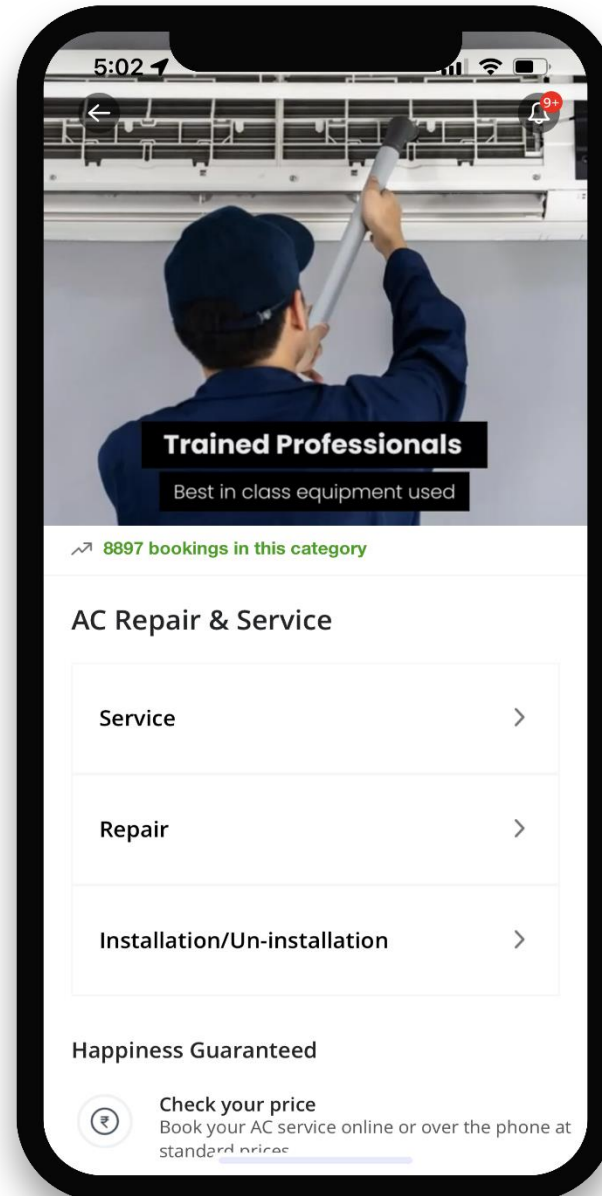 5:02
9+
Trained Professionals
Best in class equipment used
8897 bookings in this category
AC Repair & Service
Service
Repair
Installation/Un-installation
Happiness Guaranteed
₹
Check your price
Book your AC service online or over the phone at
standard prices